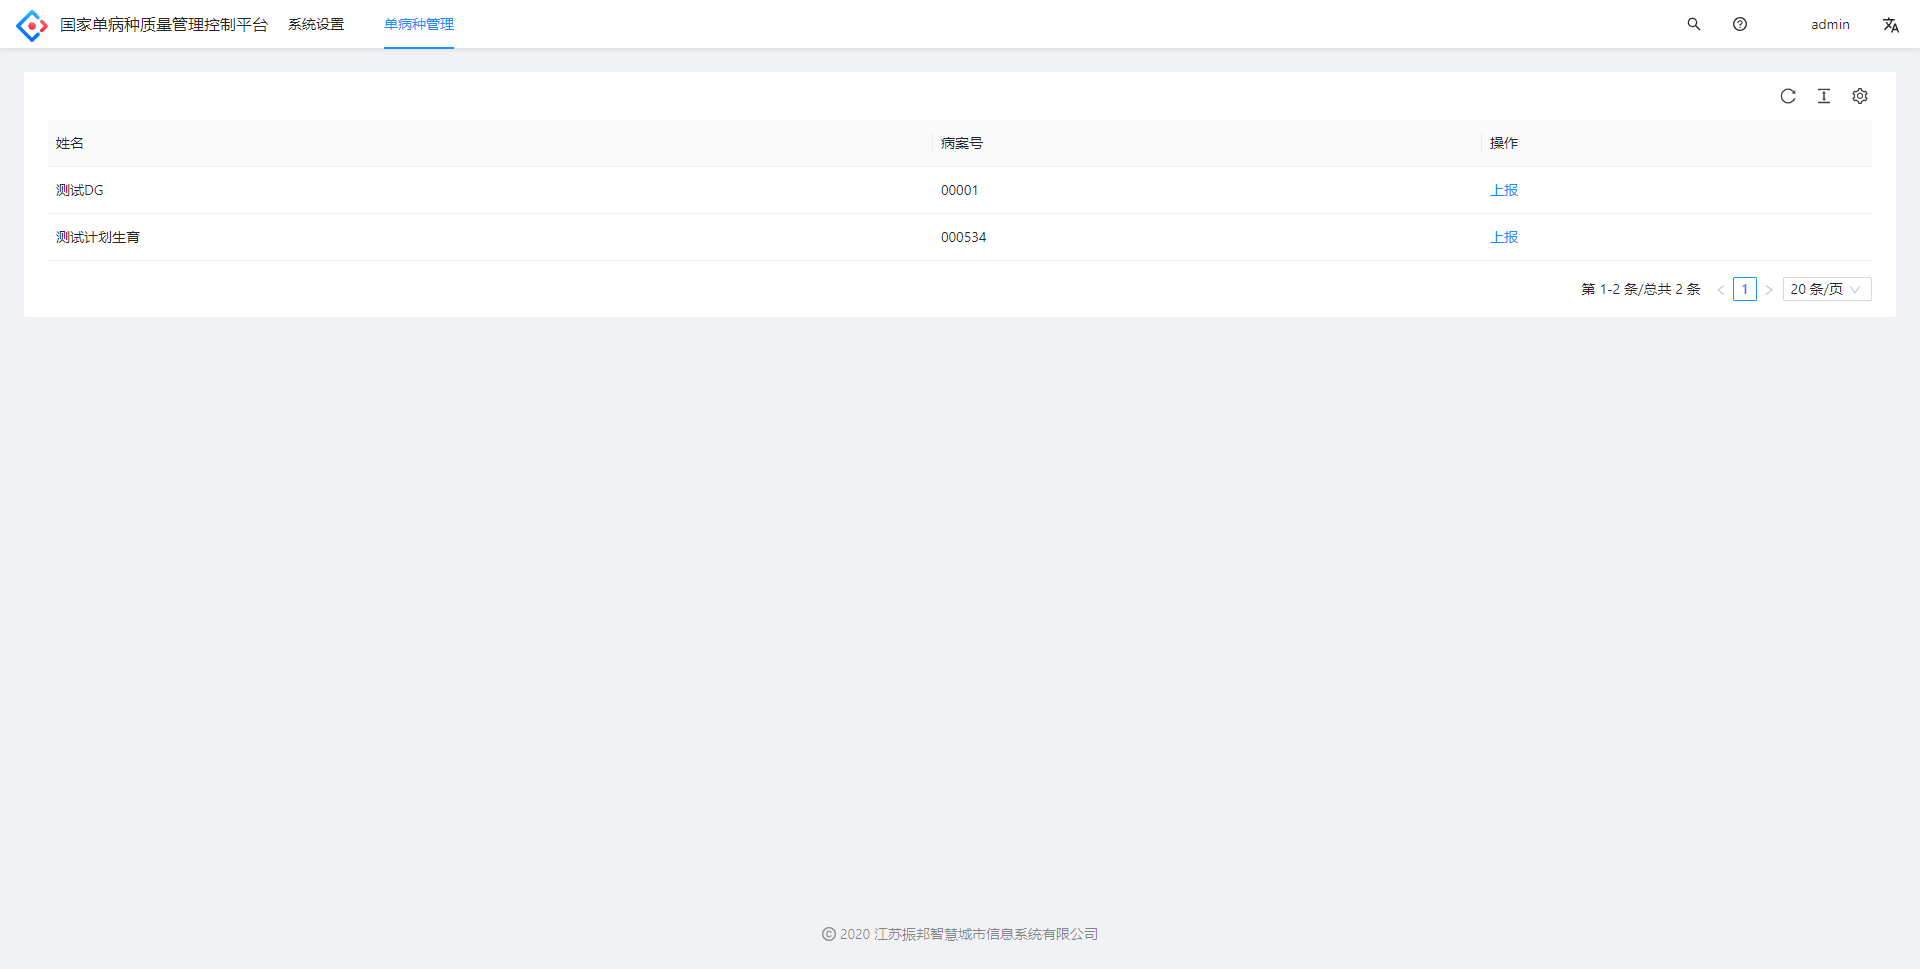 国家单病种质量管理控制平台 系统设置 单病种管理 admin
姓名 病案号 操作
测试DG 00001 上报
测试计划生育 000534 上报
第 1-2 条/总共 2 条 < 1 > 20 条/页
© 2020 江苏振邦智慧城市信息系统有限公司